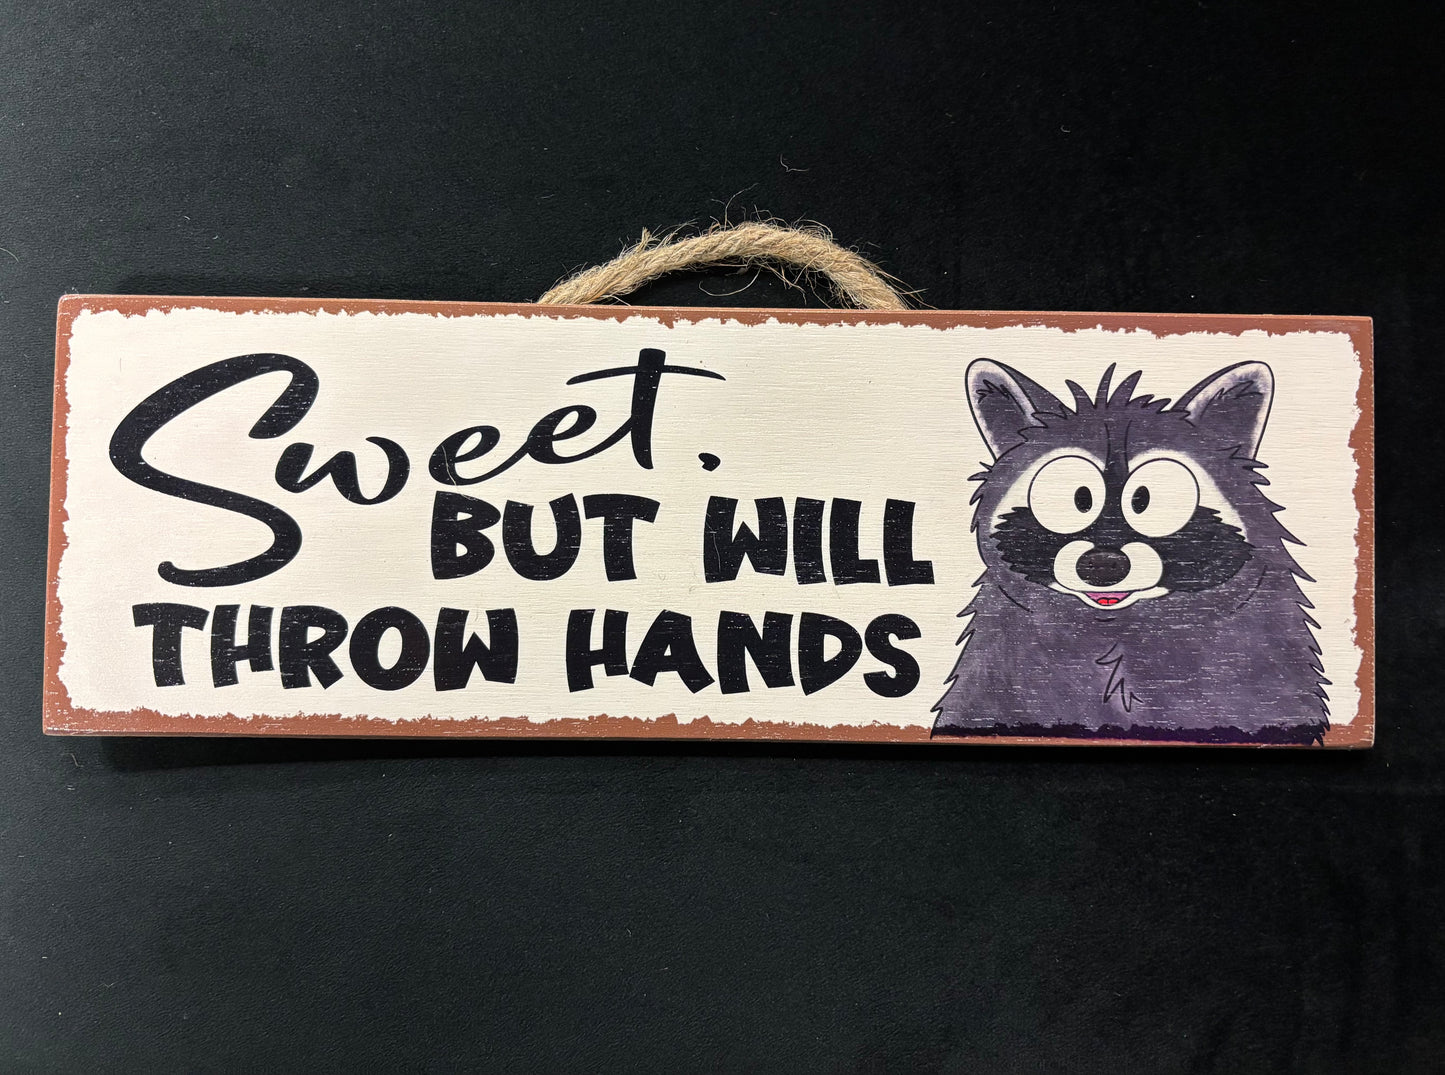 Sweet,
BUT WILL
THROW HANDS